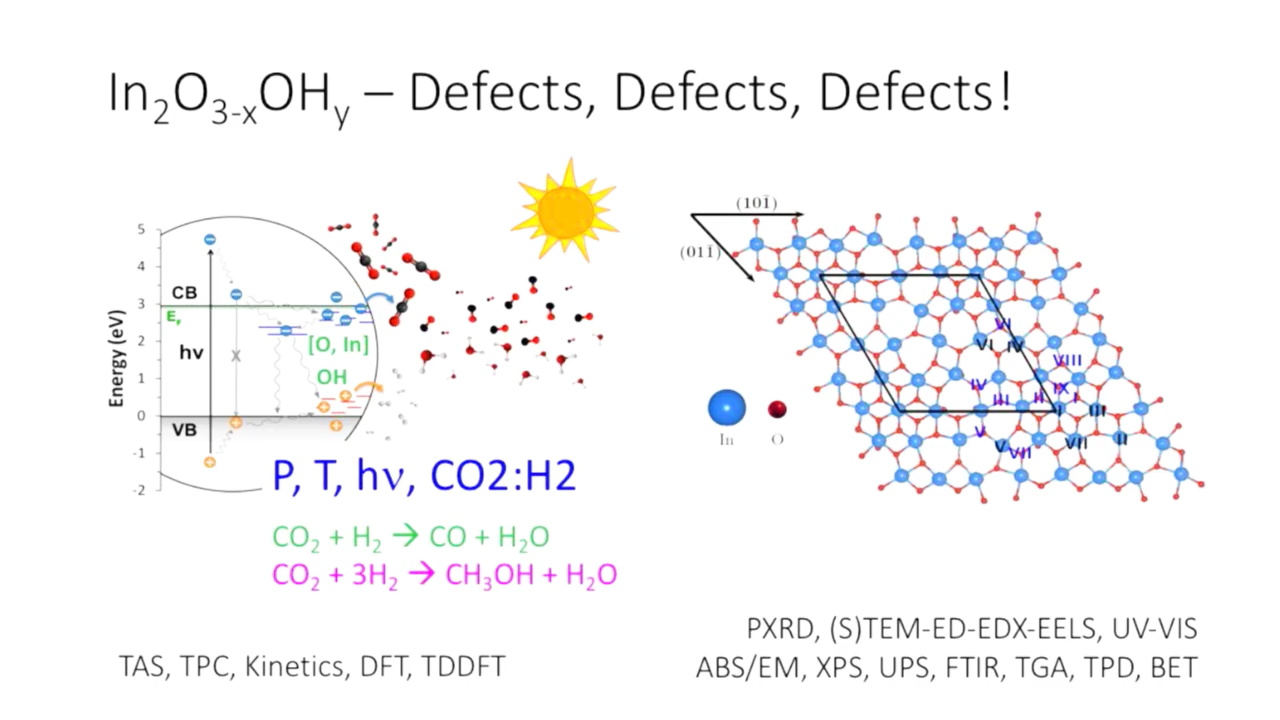 In2O3-xOHy – Defects, Defects, Defects!
(101̄)
(011̄)
5
4
3
2
1
0
-1
-2
Energy (eV)
CB
E,
hν
x
VB
[O, In]
OH
P, T, hν, CO2:H2
CO2 + H2 → CO + H2O
CO2 + 3H2 → CH3OH + H2O
TAS, TPC, Kinetics, DFT, TDDFT
In
O
VI
VI IV
VIII
IV
IX
III II I
I III
V
V VII
VII II
PXRD, (S)TEM-ED-EDX-EELS, UV-VIS
ABS/EM, XPS, UPS, FTIR, TGA, TPD, BET